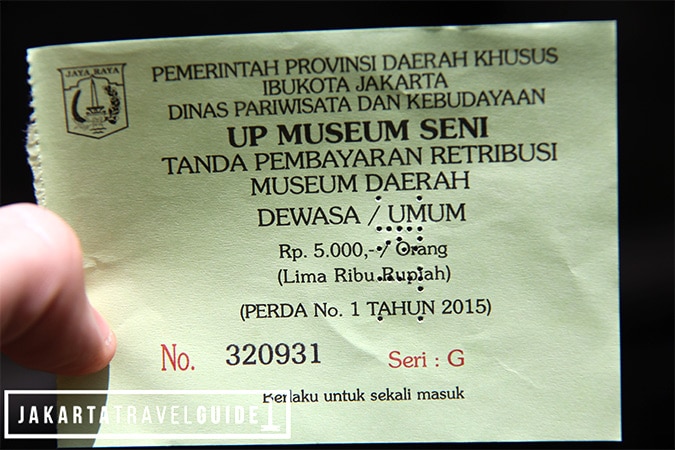 JAYA RAYA
PEMERINTAH PROVINSI DAERAH KHUSUS
IBUKOTA JAKARTA
DINAS PARIWISATA DAN KEBUDAYAAN
UP MUSEUM SENI
TANDA PEMBAYARAN RETRIBUSI
MUSEUM DAERAH
DEWASA / UMUM
Rp. 5.000,-/ Orang
(Lima Ribu Rupiah)
(PERDA No. 1 TAHUN 2015)
No. 320931 Seri : G
Berlaku untuk sekali masuk
JAKARTATRAVELGUIDE